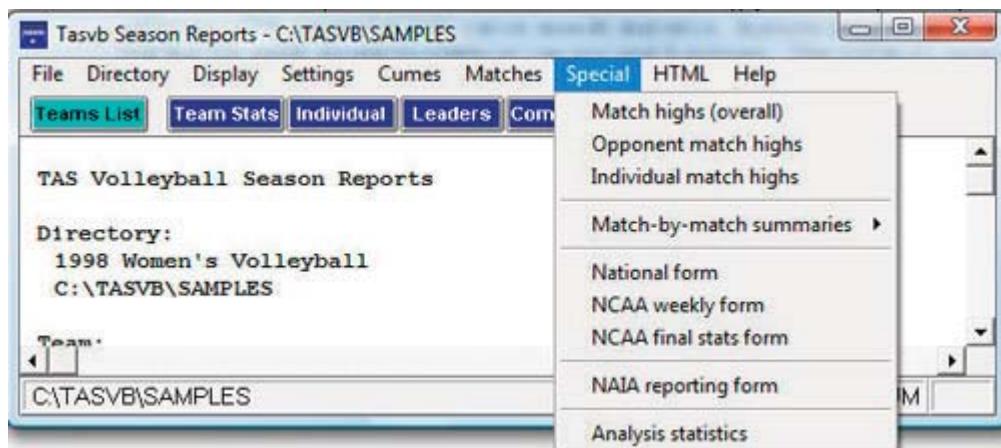 Tasvb Season Reports - C:\TASVB\SAMPLES
File Directory Display Settings Cumes Matches Special HTML Help
Teams List Team Stats Individual Leaders Com
Match highs (overall)
Opponent match highs
Individual match highs
Match-by-match summaries
National form
NCAA weekly form
NCAA final stats form
NAIA reporting form
Analysis statistics
TAS Volleyball Season Reports
Directory:
1998 Women's Volleyball
C:\TASVB\SAMPLES
Team:
C:\TASVB\SAMPLES